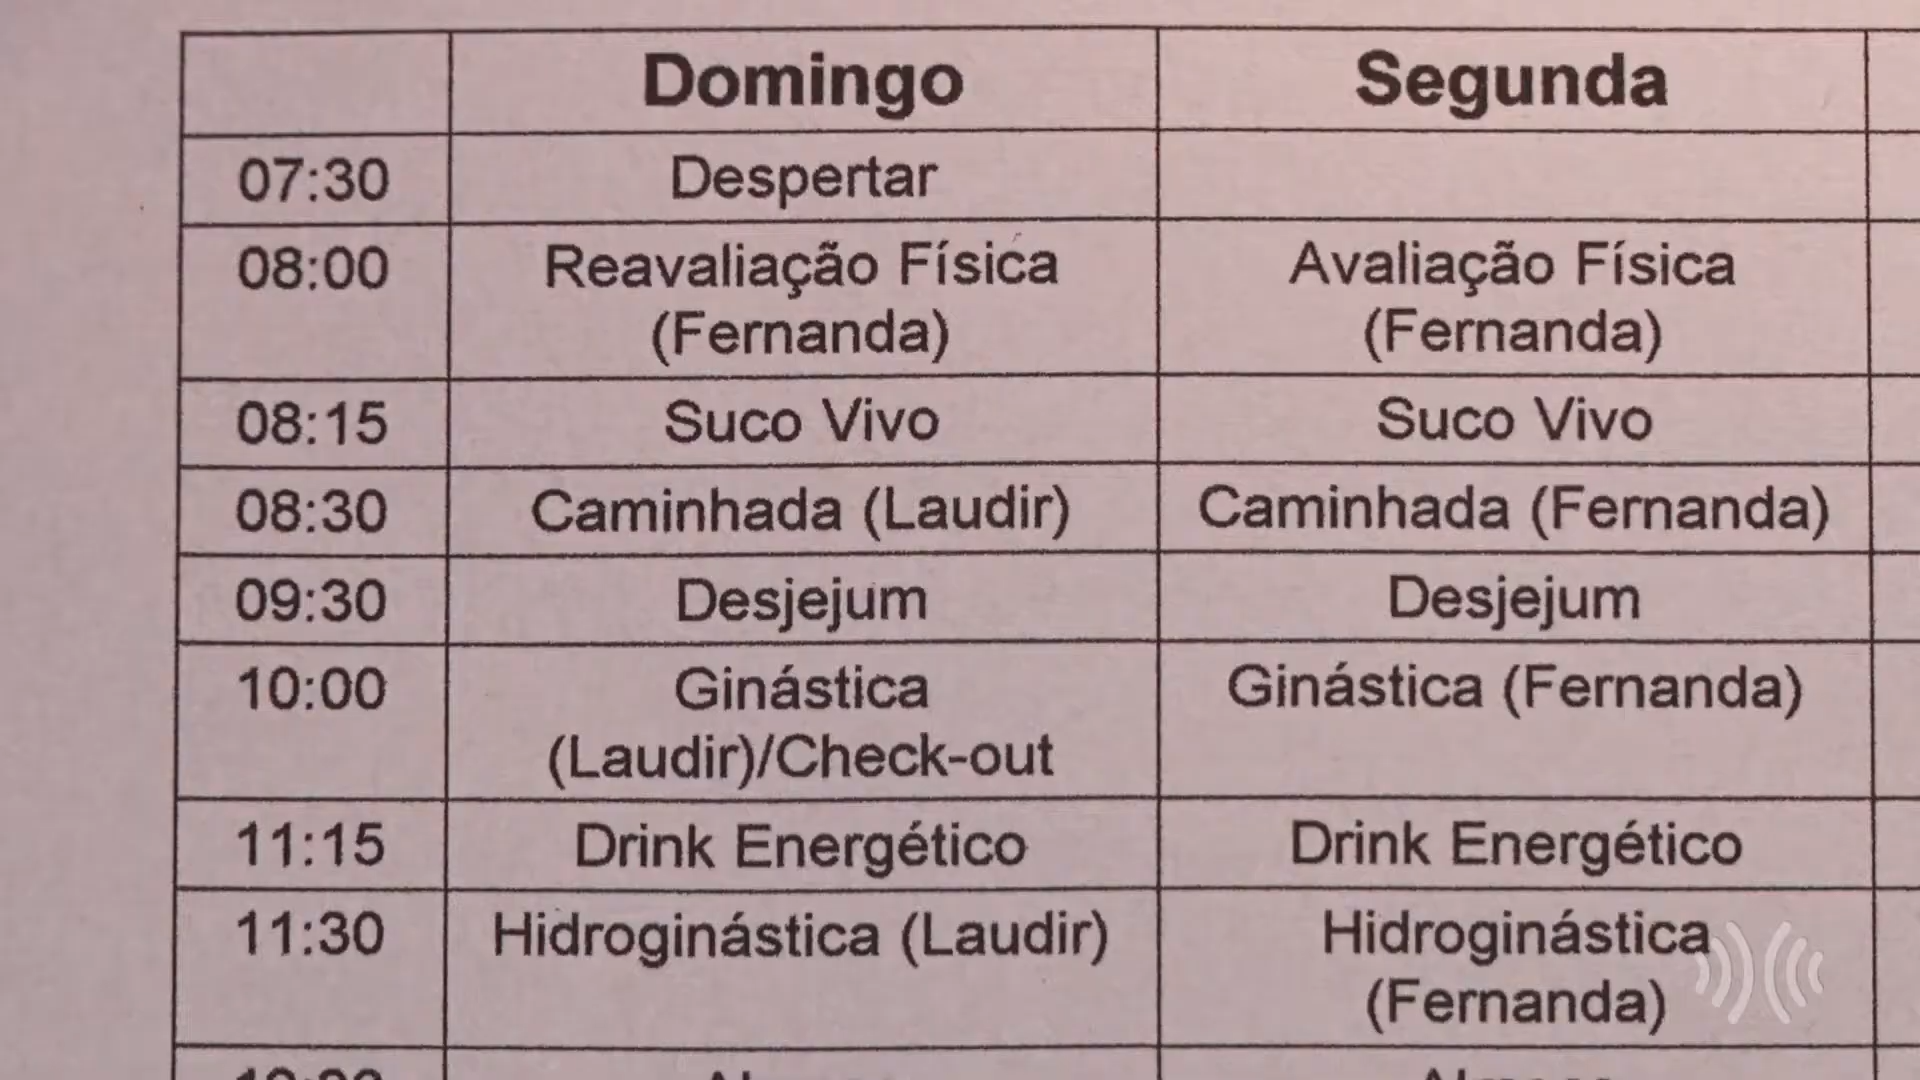 Domingo Segunda
07:30 Despertar
08:00 Reavaliação Física Avaliação Física
(Fernanda) (Fernanda)
08:15 Suco Vivo Suco Vivo
08:30 Caminhada (Laudir) Caminhada (Fernanda)
09:30 Desjejum Desjejum
10:00 Ginástica Ginástica (Fernanda)
(Laudir)/Check-out
11:15 Drink Energético Drink Energético
11:30 Hidroginástica (Laudir) Hidroginástica
(Fernanda)